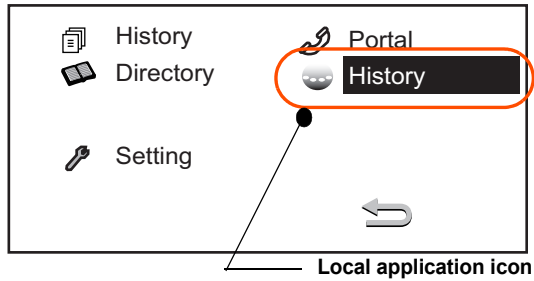 History
Portal
Directory
History
Setting
Local application icon